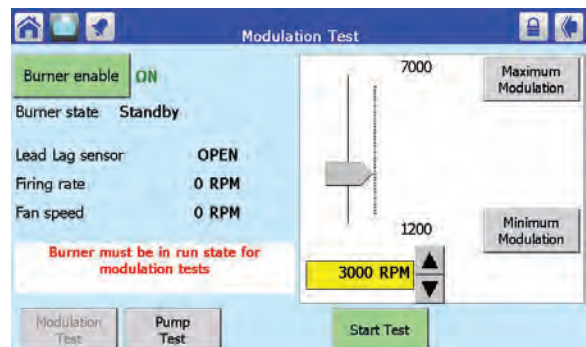 Modulation Test
Burner enable ON
Burner state Standby
Lead Lag sensor OPEN
Firing rate 0 RPM
Fan speed 0 RPM
Burner must be in run state for
modulation tests
Modulation
Test
Pump
Test
7000
1200
3000 RPM
Maximum
Modulation
Minimum
Modulation
Start Test